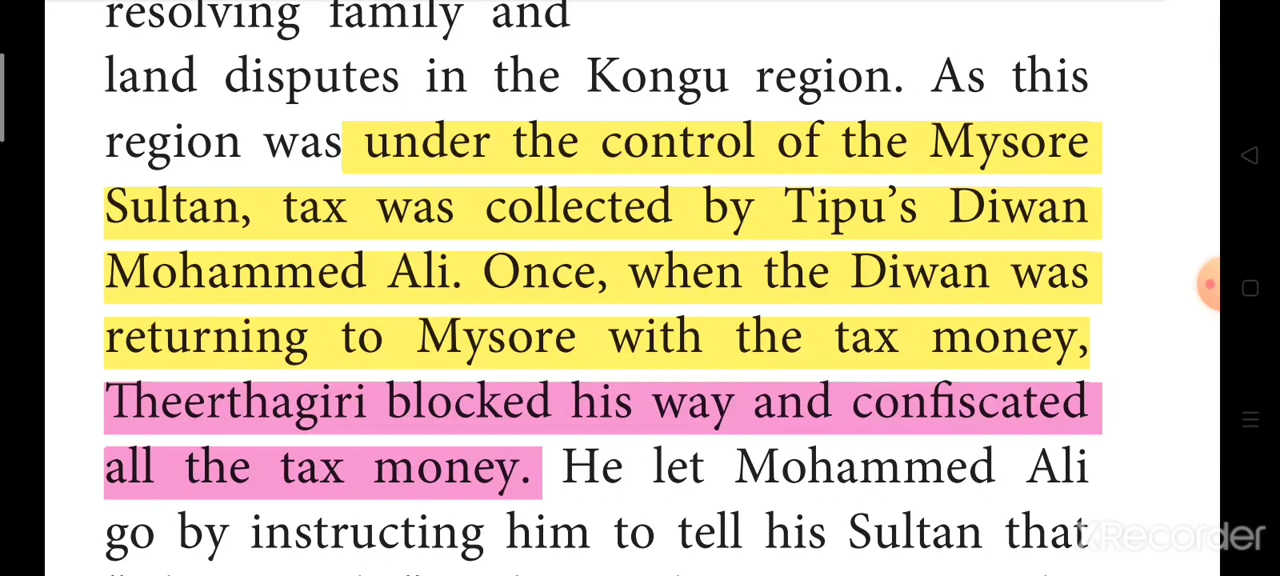 resolving family and
land disputes in the Kongu region. As this
region was under the control of the Mysore
Sultan, tax was collected by Tipu’s Diwan
Mohammed Ali. Once, when the Diwan was
returning to Mysore with the tax money,
Theerthagiri blocked his way and confiscated
all the tax money. He let Mohammed Ali
go by instructing him to tell his Sultan that
XRecorder